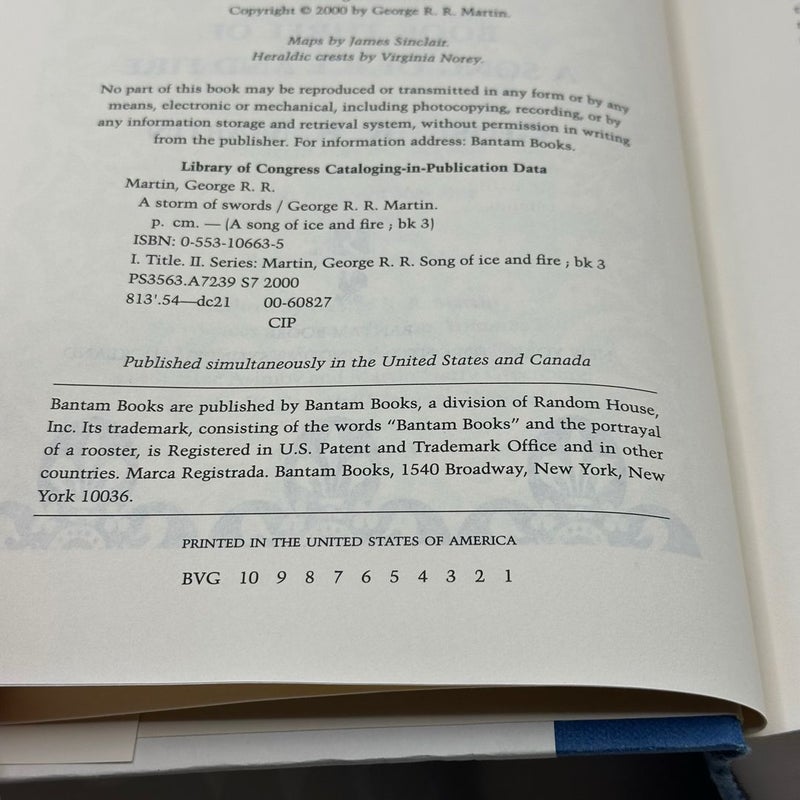 Copyright © 2000 by George R. R. Martin.
Maps by James Sinclair.
Heraldic crests by Virginia Norey.
No part of this book may be reproduced or transmitted in any form or by any
means, electronic or mechanical, including photocopying, recording, or by
any information storage and retrieval system, without permission in writing
from the publisher. For information address: Bantam Books.
Library of Congress Cataloging-in-Publication Data
Martin, George R. R.
A storm of swords / George R. R. Martin.
p. cm. — (A song of ice and fire ; bk 3)
ISBN: 0-553-10663-5
I. Title. II. Series: Martin, George R. R. Song of ice and fire ; bk 3
PS3563.A7239 S7 2000
813'.54—dc21 00-60827
CIP
Published simultaneously in the United States and Canada
Bantam Books are published by Bantam Books, a division of Random House,
Inc. Its trademark, consisting of the words “Bantam Books” and the portrayal
of a rooster, is Registered in U.S. Patent and Trademark Office and in other
countries. Marca Registrada. Bantam Books, 1540 Broadway, New York, New
York 10036.
PRINTED IN THE UNITED STATES OF AMERICA
BVG 10 9 8 7 6 5 4 3 2 1